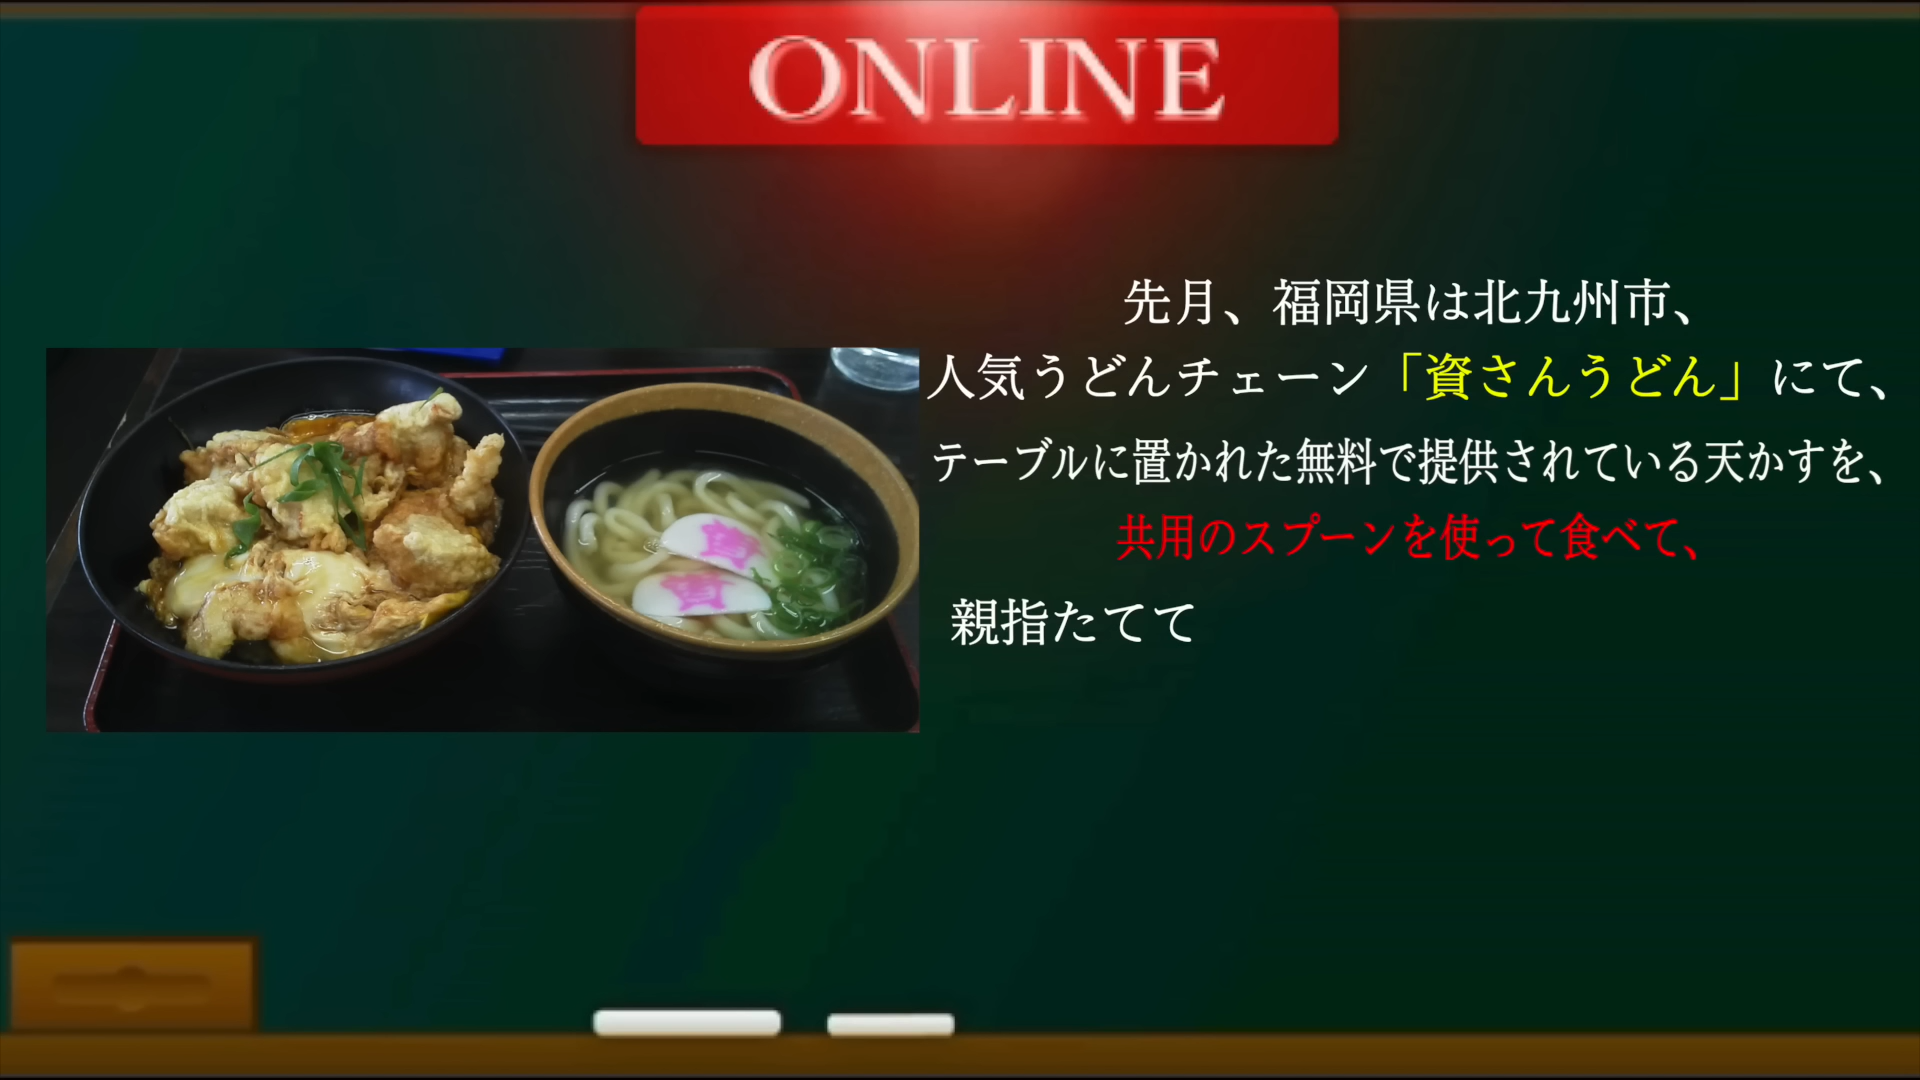 ONLINE
先月、福岡県は北九州市、
人気うどんチェーン「資さんうどん」にて、
テーブルに置かれた無料で提供されている天かすを、
共用のスプーンを使って食べて、
親指たてて
資
資